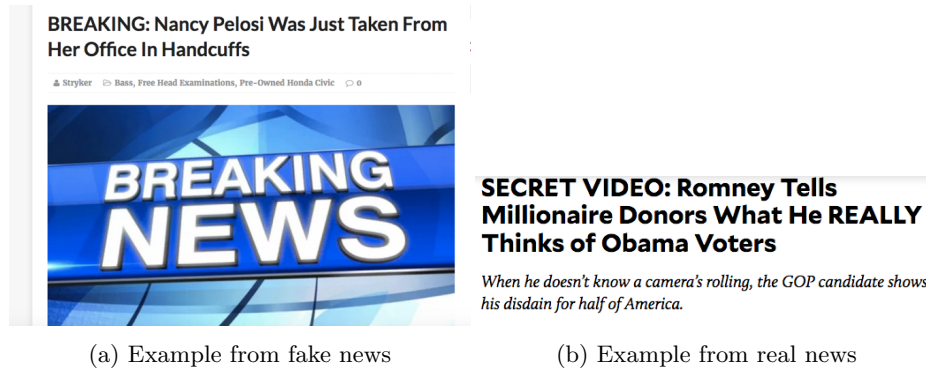 BREAKING: Nancy Pelosi Was Just Taken From
Her Office In Handcuffs
Stryker Bass, Free Head Examinations, Pre-Owned Honda Civic 0
BREAKING
NEWS
(a) Example from fake news
SECRET VIDEO: Romney Tells
Millionaire Donors What He REALLY
Thinks of Obama Voters
When he doesn't know a camera's rolling, the GOP candidate shows
his disdain for half of America.
(b) Example from real news